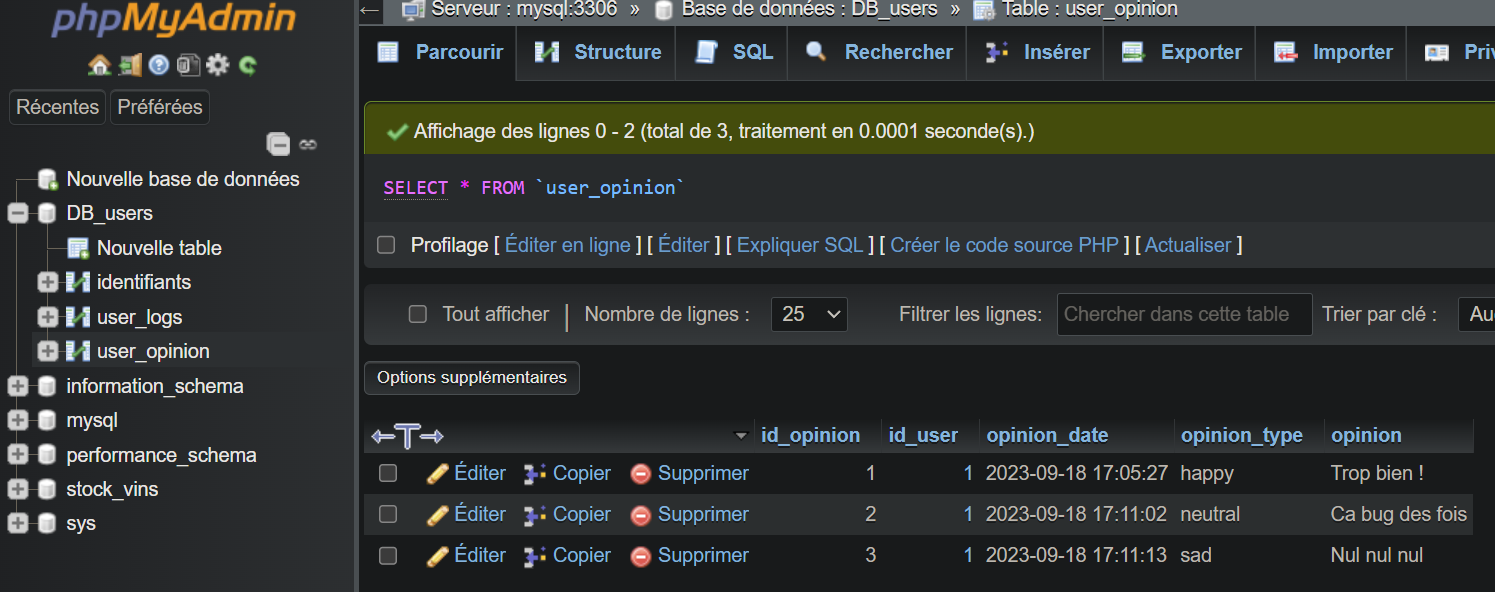 phpMyAdmin
Récentes Préférées
Nouvelle base de données
DB_users
Nouvelle table
identifiants
user_logs
user_opinion
information_schema
mysql
performance_schema
stock_vins
sys
Serveur : mysql:3306 » Base de données : DB_users » Table : user_opinion
Parcourir Structure SQL Rechercher Insérer Exporter Importer
Affichage des lignes 0 - 2 (total de 3, traitement en 0.0001 seconde(s).)
SELECT * FROM `user_opinion`
Profilage [ Éditer en ligne ] [ Éditer ] [ Expliquer SQL ] [ Créer le code source PHP ] [ Actualiser ]
Tout afficher | Nombre de lignes : 25 Filtrer les lignes: Chercher dans cette table Trier par clé :
Options supplémentaires
←T→ id_opinion id_user opinion_date opinion_type opinion
Éditer Copier Supprimer 1 1 2023-09-18 17:05:27 happy Trop bien !
Éditer Copier Supprimer 2 1 2023-09-18 17:11:02 neutral Ca bug des fois
Éditer Copier Supprimer 3 1 2023-09-18 17:11:13 sad Nul nul nul